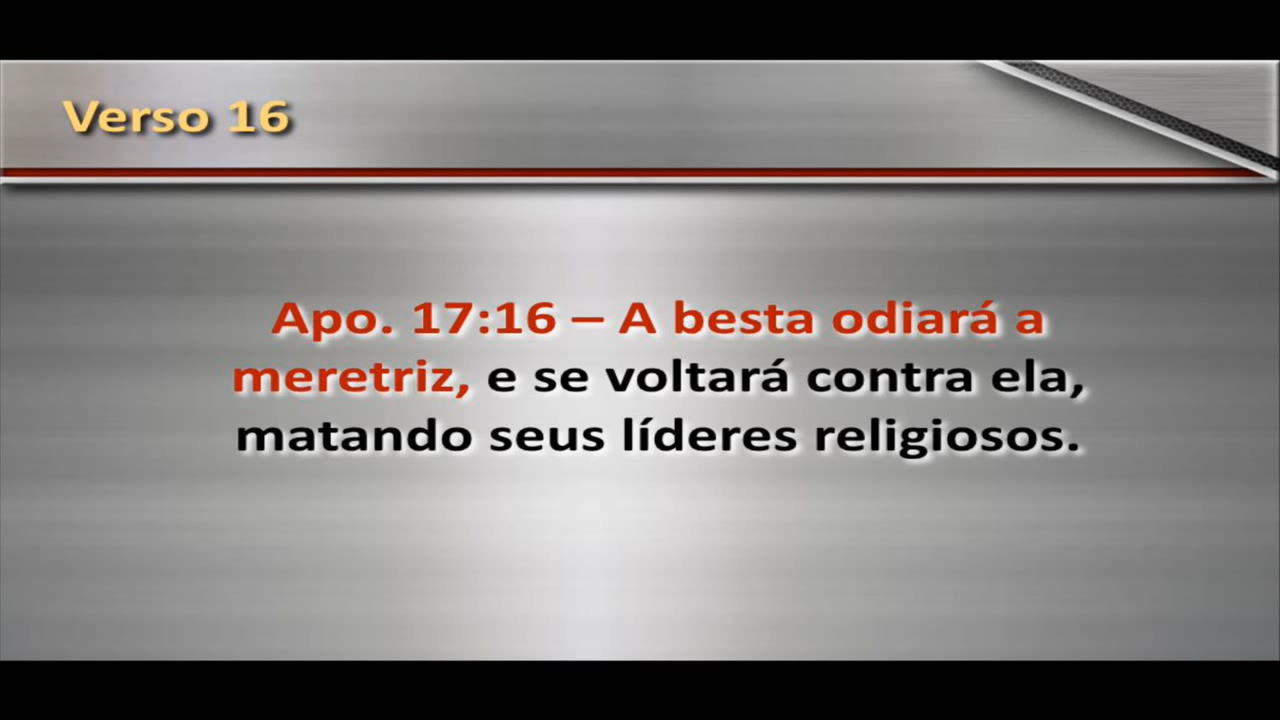 Verso 16
Apo. 17:16 – A besta odiará a
meretriz, e se voltará contra ela,
matando seus líderes religiosos.